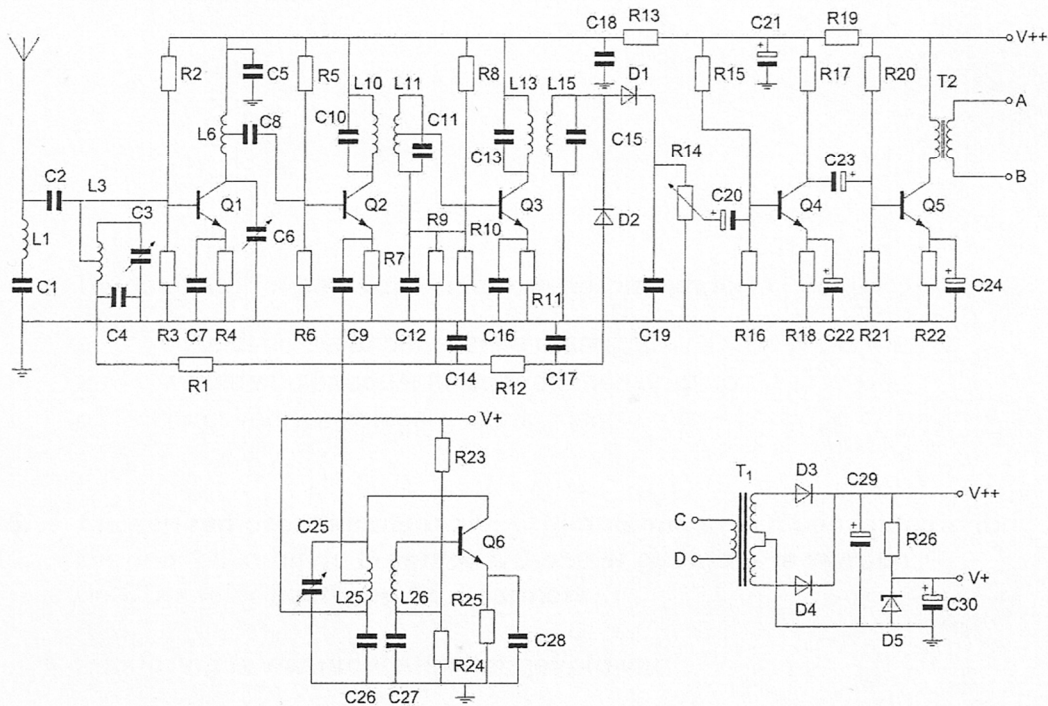 C18 R13 C21 R19
V++
R2 C5 R5 L10 L11 R8 L13 L15 D1 R15 R17 R20 T2
L6 C8 C10 C11 C13 C15 A
R14
C2 L3 C23 B
C3 Q1 Q2 Q3 C20 Q4 Q5
L1 C6 R9 R10 D2
R7
C1 R11 C24
C4 R3 C7 R4 R6 C9 C12 C16 C19 R16 R18 C22 R21 R22
R1 C14 R12 C17
V+
R23
T1 D3 C29 V++
C25 Q6 C
R26
D
L25 L26 R25 D4 V+
C30
C28 D5
R24
C26 C27